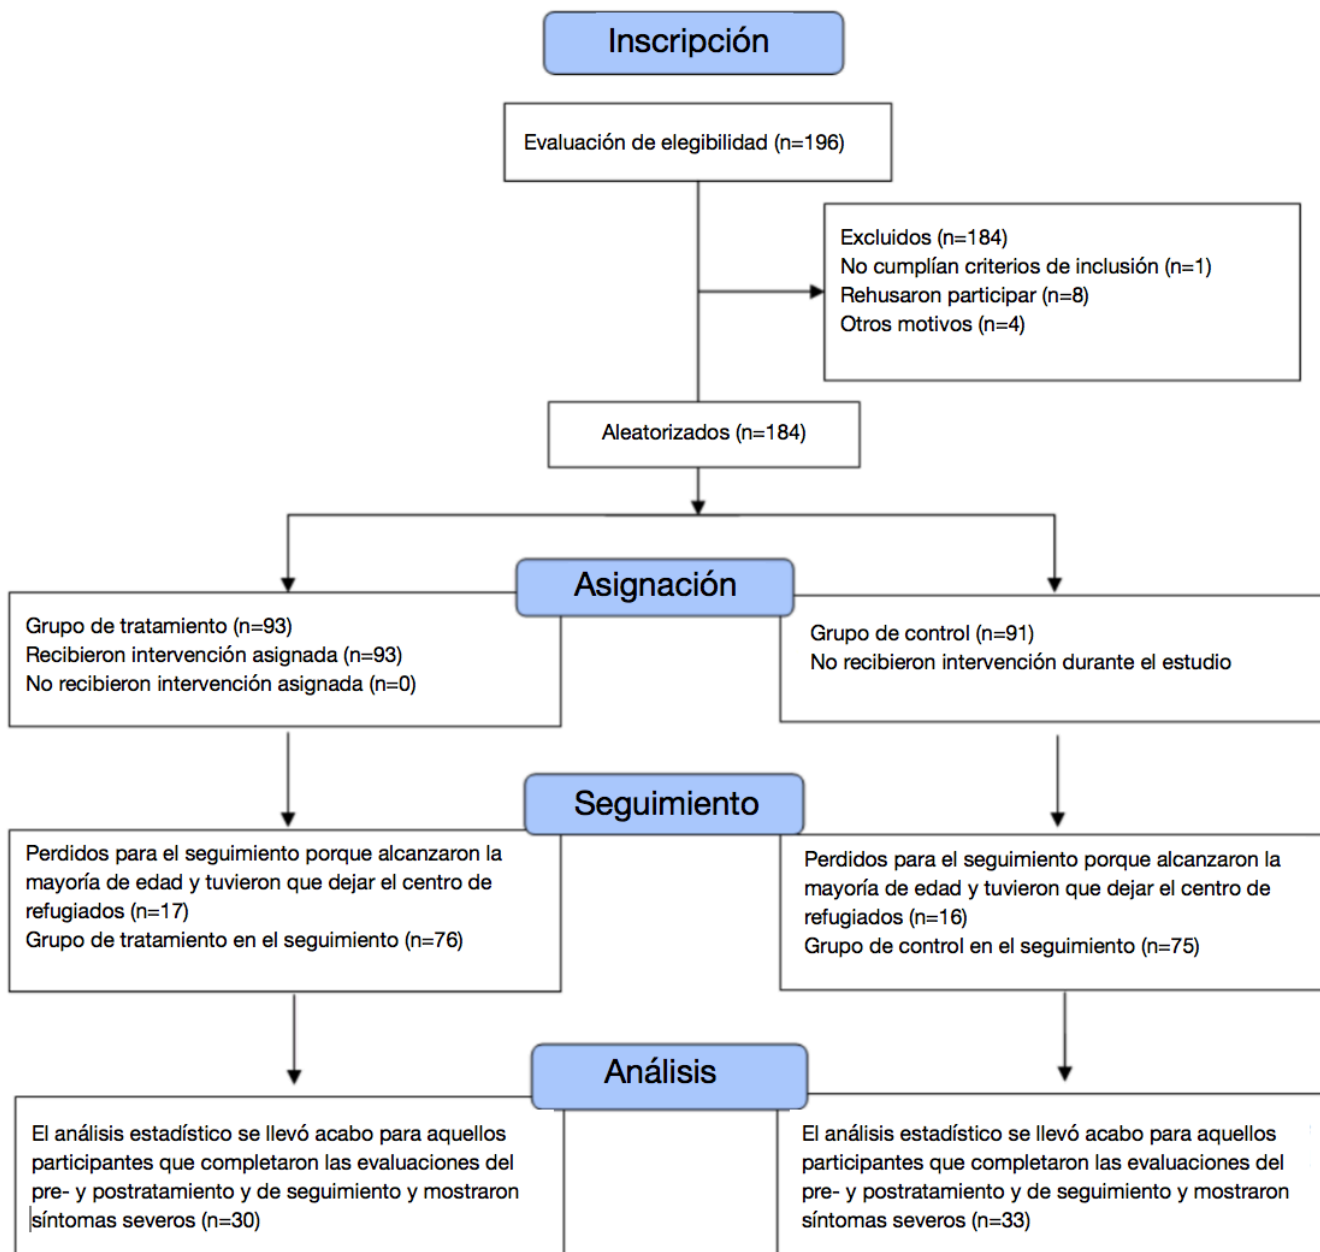 Inscripción
Evaluación de elegibilidad (n=196)
Excluidos (n=184)
No cumplían criterios de inclusión (n=1)
Rehusaron participar (n=8)
Otros motivos (n=4)
Aleatorizados (n=184)
Asignación
Grupo de tratamiento (n=93)
Recibieron intervención asignada (n=93)
No recibieron intervención asignada (n=0)
Grupo de control (n=91)
No recibieron intervención durante el estudio
Seguimiento
Perdidos para el seguimiento porque alcanzaron la
mayoría de edad y tuvieron que dejar el centro de
refugiados (n=17)
Grupo de tratamiento en el seguimiento (n=76)
Perdidos para el seguimiento porque alcanzaron la
mayoría de edad y tuvieron que dejar el centro de
refugiados (n=16)
Grupo de control en el seguimiento (n=75)
Análisis
El análisis estadístico se llevó acabo para aquellos
participantes que completaron las evaluaciones del
pre- y postratamiento y de seguimiento y mostraron
síntomas severos (n=30)
El análisis estadístico se llevó acabo para aquellos
participantes que completaron las evaluaciones del
pre- y postratamiento y de seguimiento y mostraron
síntomas severos (n=33)